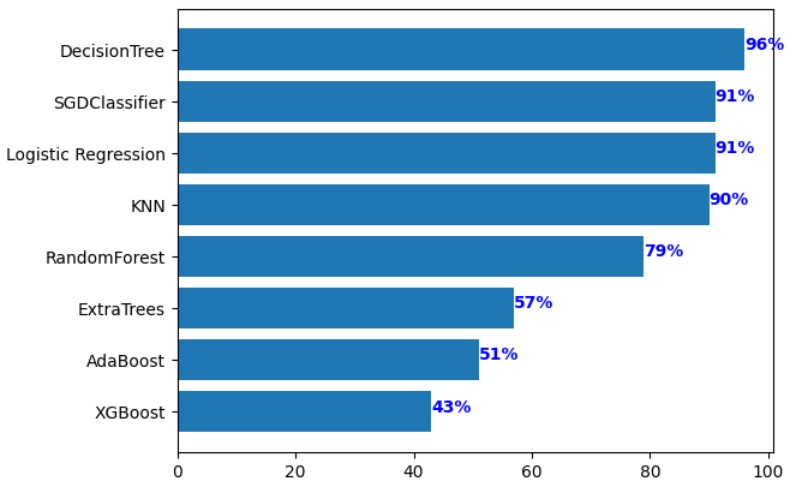 DecisionTree 96%
SGDClassifier 91%
Logistic Regression 91%
KNN 90%
RandomForest 79%
ExtraTrees 57%
AdaBoost 51%
XGBoost 43%
0 20 40 60 80 100